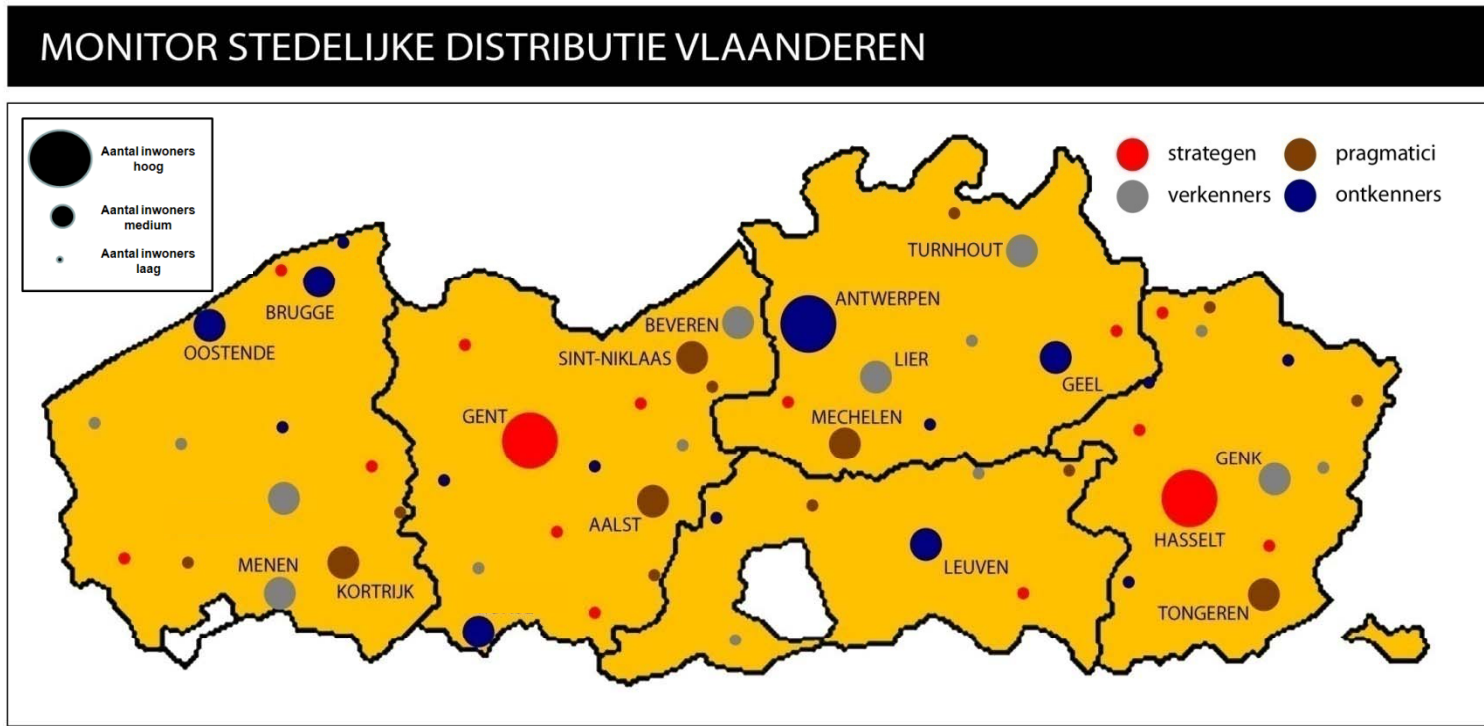 MONITOR STEDELIJKE DISTRIBUTIE VLAANDEREN
Aantal inwoners
hoog
Aantal inwoners
medium
Aantal inwoners
laag
strategen
pragmatici
verkenners
ontkenners
TURNHOUT
BRUGGE
ANTWERPEN
OOSTENDE
BEVEREN
SINT-NIKLAAS
LIER
GEEL
GENT
MECHELEN
GENK
AALST
HASSELT
LEUVEN
MENEN
KORTRIJK
TONGEREN